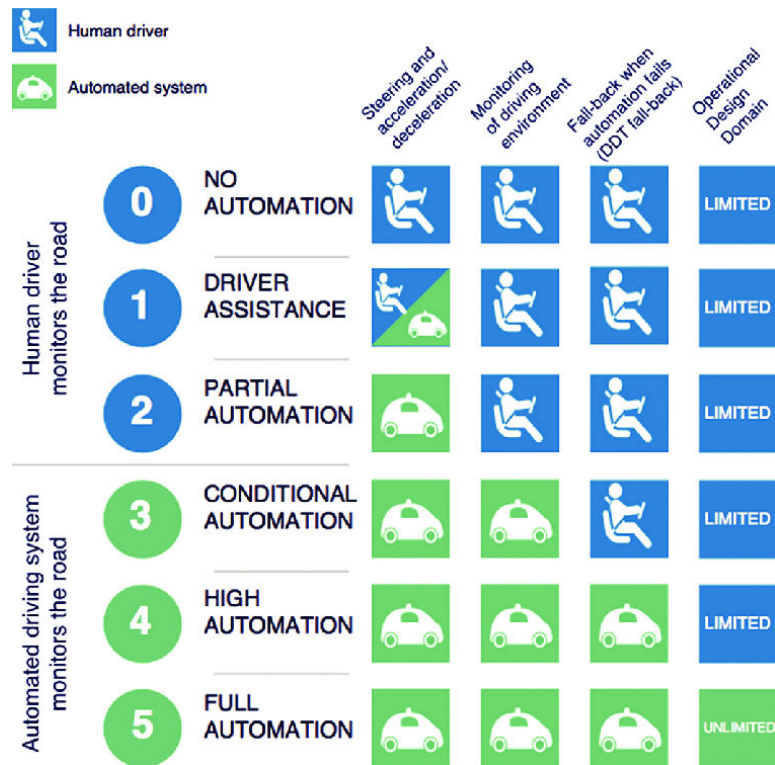 Human driver
Automated system
Steering and
acceleration/
deceleration
Monitoring
of driving
environment
Fall-back when
automation fails
(DDT fall-back)
Operational
Design
Domain
Human driver
monitors the road
0
NO
AUTOMATION
LIMITED
1
DRIVER
ASSISTANCE
LIMITED
2
PARTIAL
AUTOMATION
LIMITED
Automated driving system
monitors the road
3
CONDITIONAL
AUTOMATION
LIMITED
4
HIGH
AUTOMATION
LIMITED
5
FULL
AUTOMATION
UNLIMITED